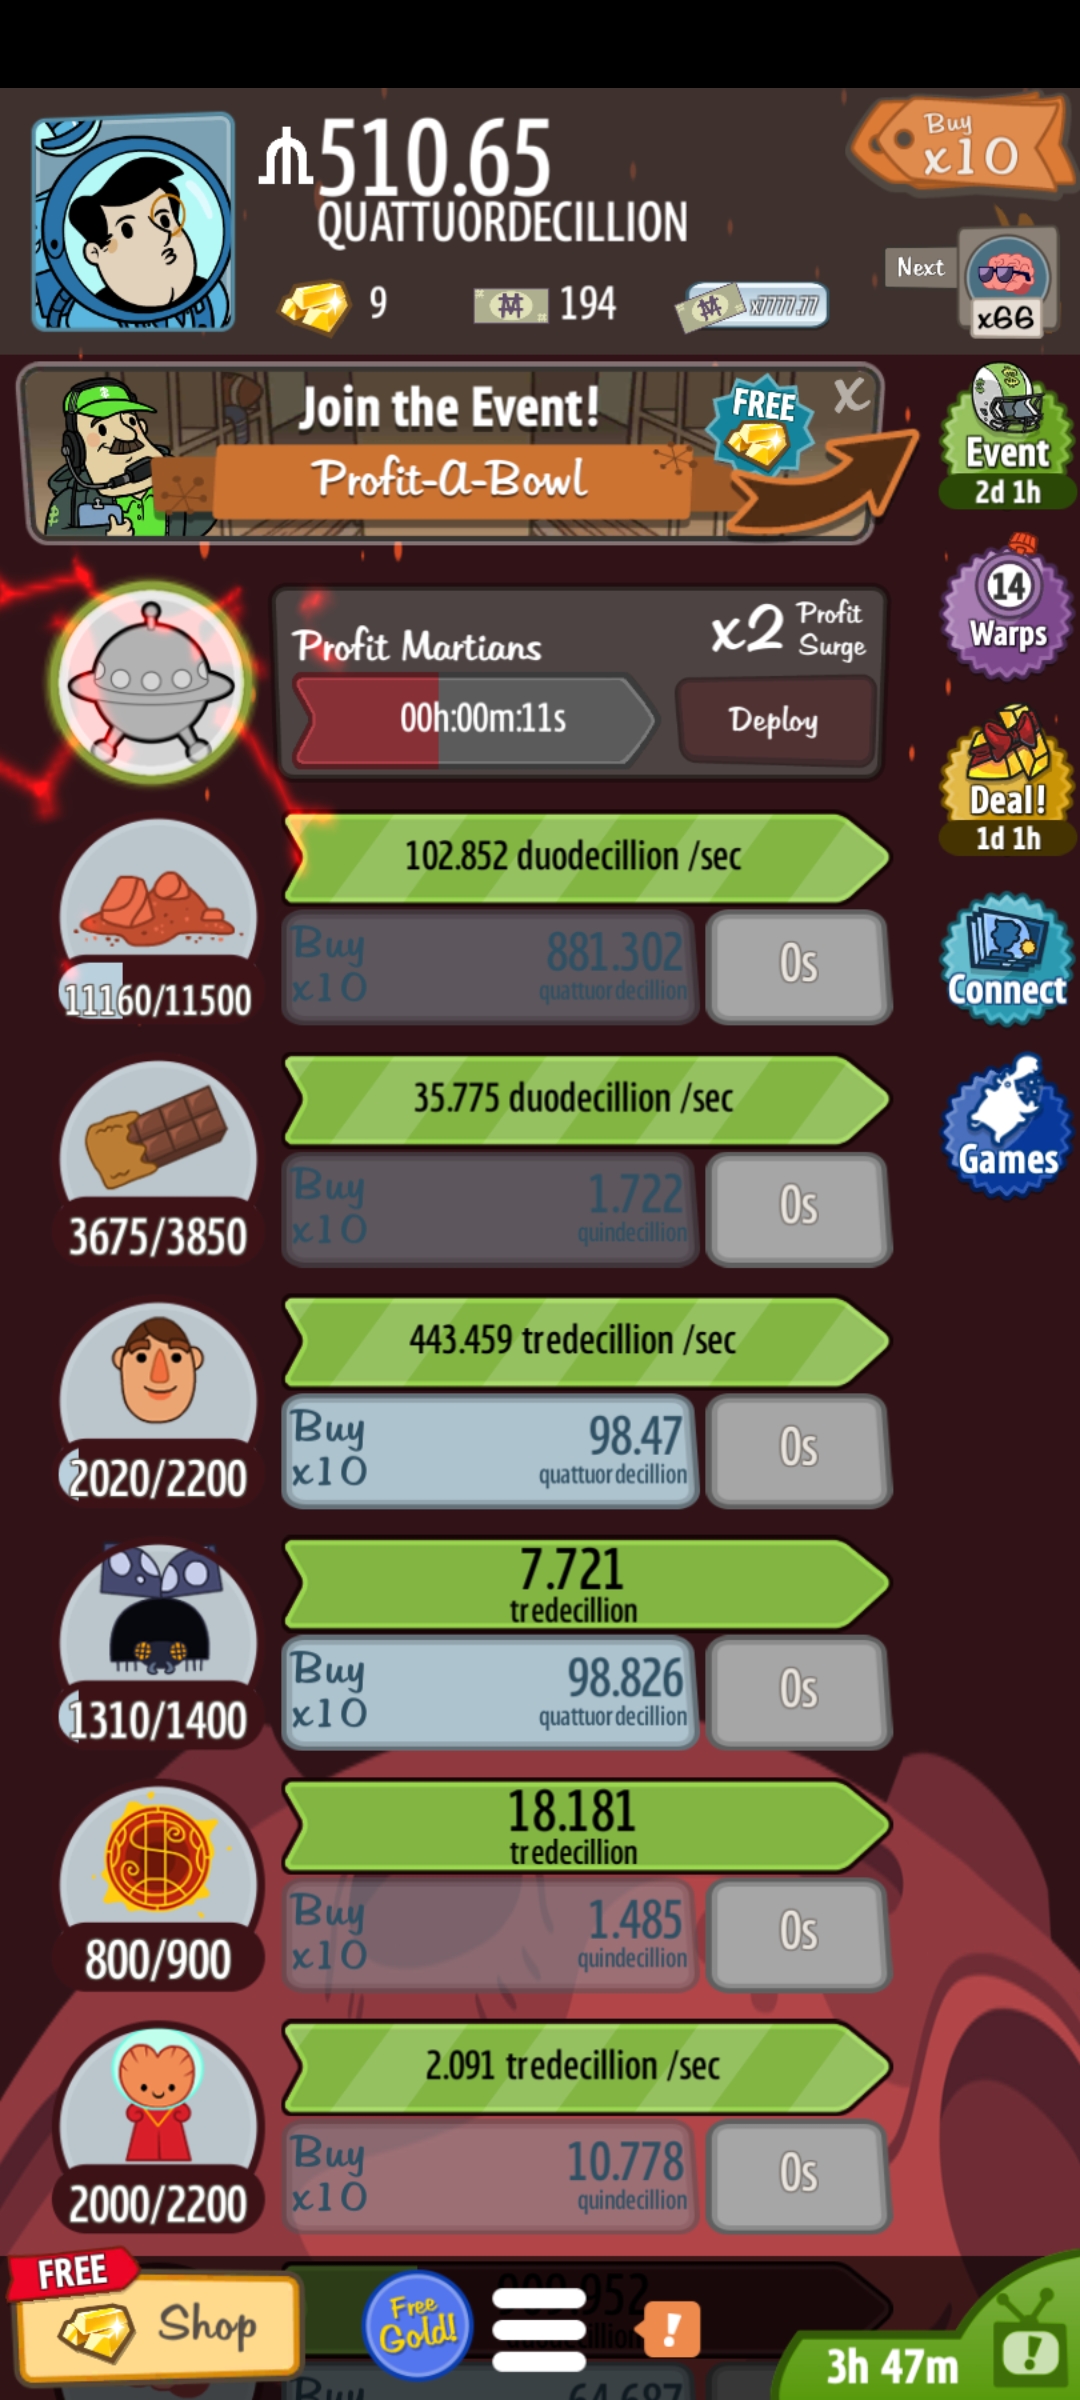 510.65
QUATTUORDECILLION
Buy
x10
9
194
x7777.77
Next
x66
Join the Event!
Profit-A-Bowl
FREE
X
Event
2d 1h
Profit Martians
x2 Profit Surge
00h:00m:11s
Deploy
14
Warps
Deal!
1d 1h
102.852 duodecillion /sec
Buy
x10
881.302
quattuordecillion
0s
11160/11500
Connect
35.775 duodecillion /sec
Buy
x10
1.722
quindecillion
0s
3675/3850
Games
443.459 tredecillion /sec
Buy
x10
98.47
quattuordecillion
0s
2020/2200
7.721
tredecillion
Buy
x10
98.826
quattuordecillion
0s
1310/1400
18.181
tredecillion
Buy
x10
1.485
quindecillion
0s
800/900
2.091 tredecillion /sec
Buy
x10
10.778
quindecillion
0s
2000/2200
FREE
Shop
Free
Gold!
!
3h 47m
!
Buy